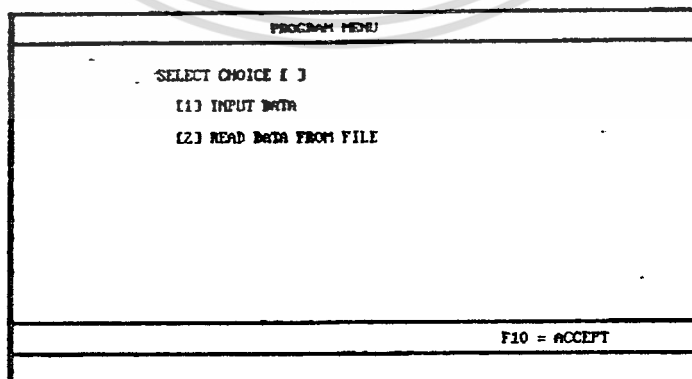 PROGRAM MENU
SELECT CHOICE [ ]
[1] INPUT DATA
[2] READ DATA FROM FILE
F10 = ACCEPT